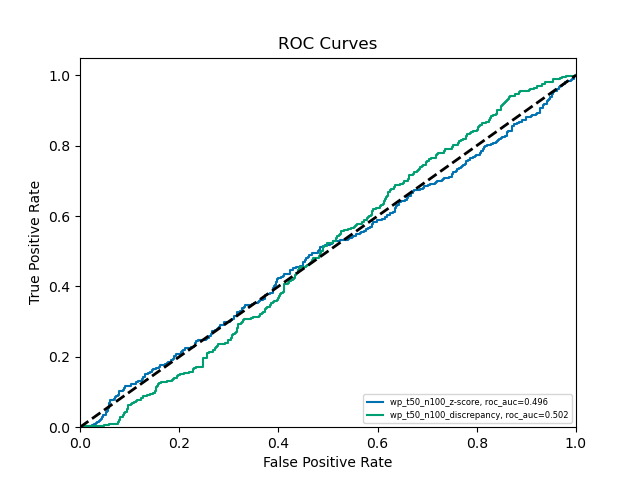 ROC Curves
True Positive Rate
1.0
0.8
0.6
0.4
0.2
0.0
0.0 0.2 0.4 0.6 0.8 1.0
False Positive Rate
wp_t50_n100_z-score, roc_auc=0.496
wp_t50_n100_discrepancy, roc_auc=0.502